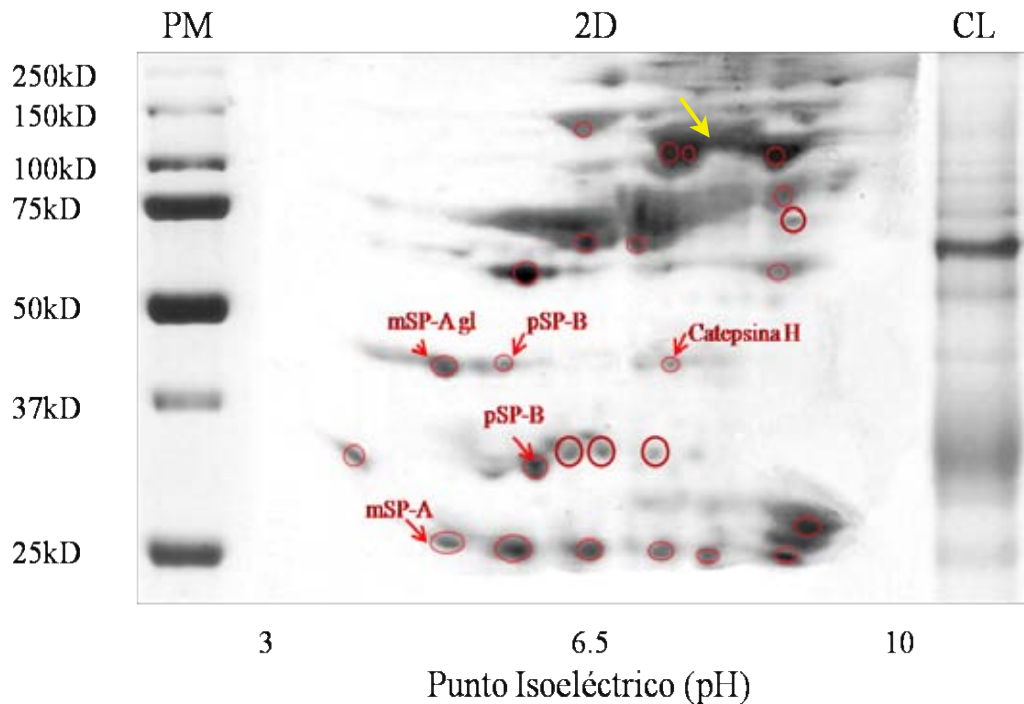 PM
2D
CL
250kD
150kD
100kD
75kD
50kD
37kD
25kD
mSP-A gl
pSP-B
Catepsina H
pSP-B
mSP-A
3
6.5
10
Punto Isoeléctrico (pH)